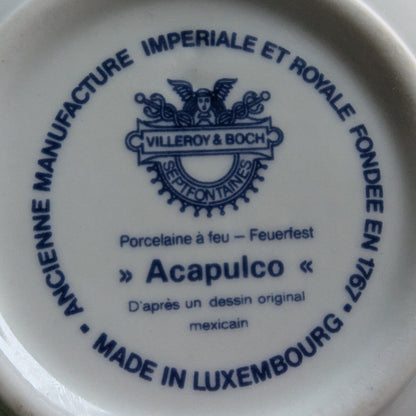 • ANCIENNE MANUFACTURE IMPERIALE ET ROYALE FONDEE EN 1767 •
VILLEROY & BOCH
SEPTFONTAINES
Porcelaine à feu – Feuerfest
» Acapulco «
D'après un dessin original
mexicain
MADE IN LUXEMBOURG